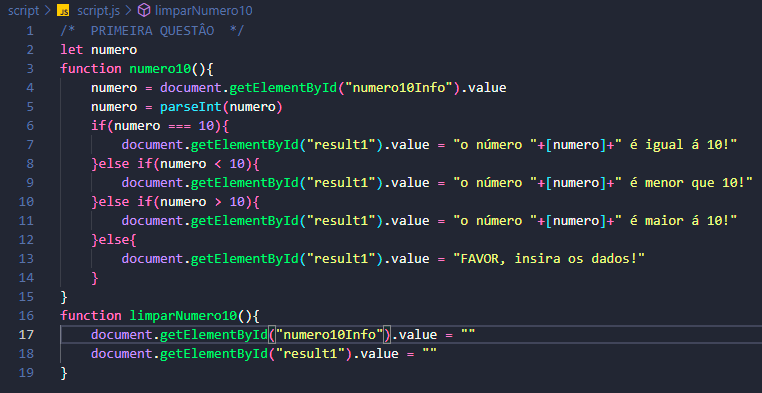 script > JS script.js > limparNumero10
1 /*  PRIMEIRA QUESTÃO  */
2 let numero
3 function numero10(){
4     numero = document.getElementById("numero10Info").value
5     numero = parseInt(numero)
6     if(numero === 10){
7         document.getElementById("result1").value = "o número "+[numero]+" é igual á 10!"
8     }else if(numero < 10){
9         document.getElementById("result1").value = "o número "+[numero]+" é menor que 10!"
10     }else if(numero > 10){
11         document.getElementById("result1").value = "o número "+[numero]+" é maior á 10!"
12     }else{
13         document.getElementById("result1").value = "FAVOR, insira os dados!"
14     }
15 }
16 function limparNumero10(){
17     document.getElementById("numero10Info").value = ""
18     document.getElementById("result1").value = ""
19 }